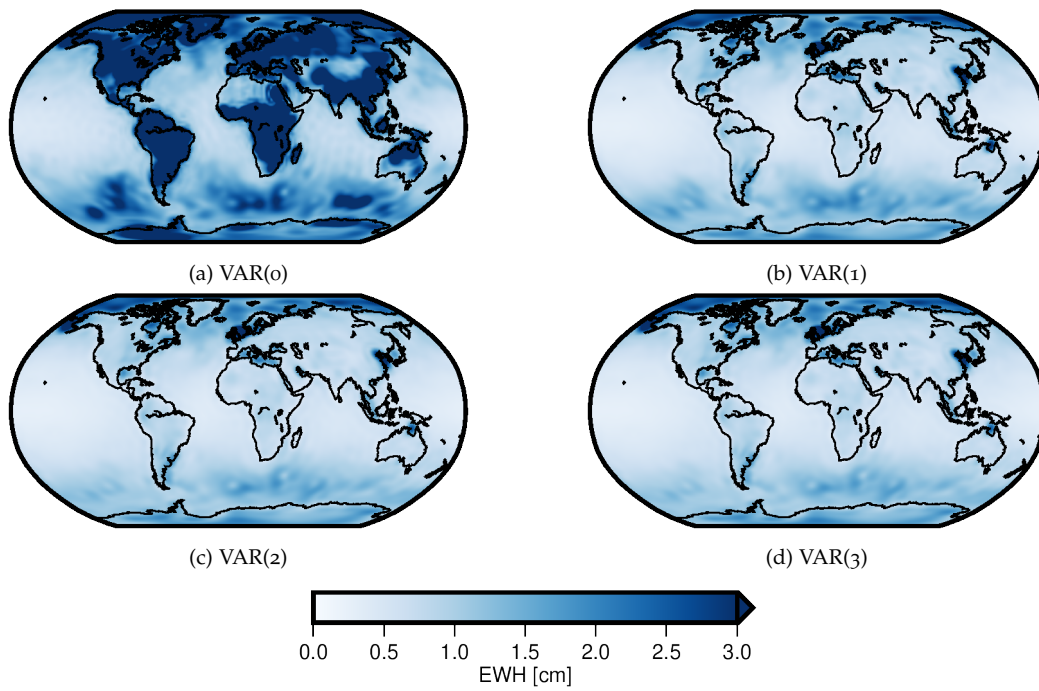 (a) VAR(0)
(b) VAR(1)
(c) VAR(2)
(d) VAR(3)
0.0 0.5 1.0 1.5 2.0 2.5 3.0
EWH [cm]